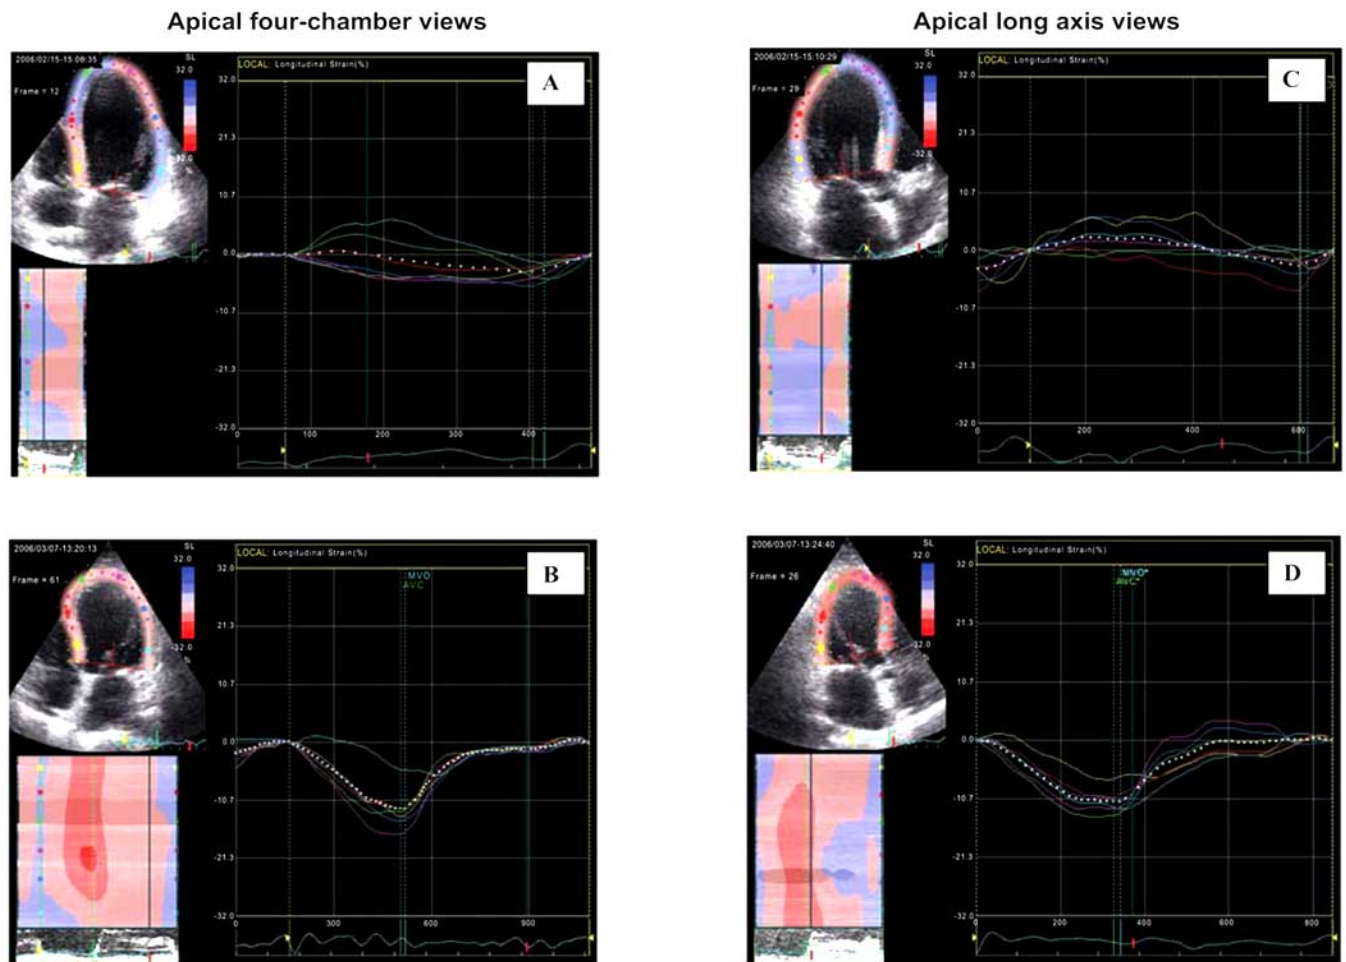 Apical four-chamber views
Apical long axis views
2006/02/15-15:09:35
SL
32.0
Frame = 12
-32.0
LOCAL: Longitudinal Strain(%)
A
32.0
21.3
10.7
0.0
-10.7
-21.3
-32.0
0 100 200 300 400
2006/02/15-15:10:29
SL
32.0
Frame = 29
-32.0
LOCAL: Longitudinal Strain(%)
C
32.0
21.3
10.7
0.0
-10.7
-21.3
-32.0
0 200 400 600
2006/03/07-13:20:13
SL
32.0
Frame = 61
-32.0
%
LOCAL: Longitudinal Strain(%)
MVO
AVC
B
32.0
21.3
10.7
0.0
-10.7
-21.3
-32.0
0 300 600 900
2006/03/07-13:24:40
SL
32.0
Frame = 26
-32.0
%
LOCAL: Longitudinal Strain(%)
MVO*
AVC*
D
32.0
21.3
10.7
0.0
-10.7
-21.3
-32.0
0 200 400 600 800